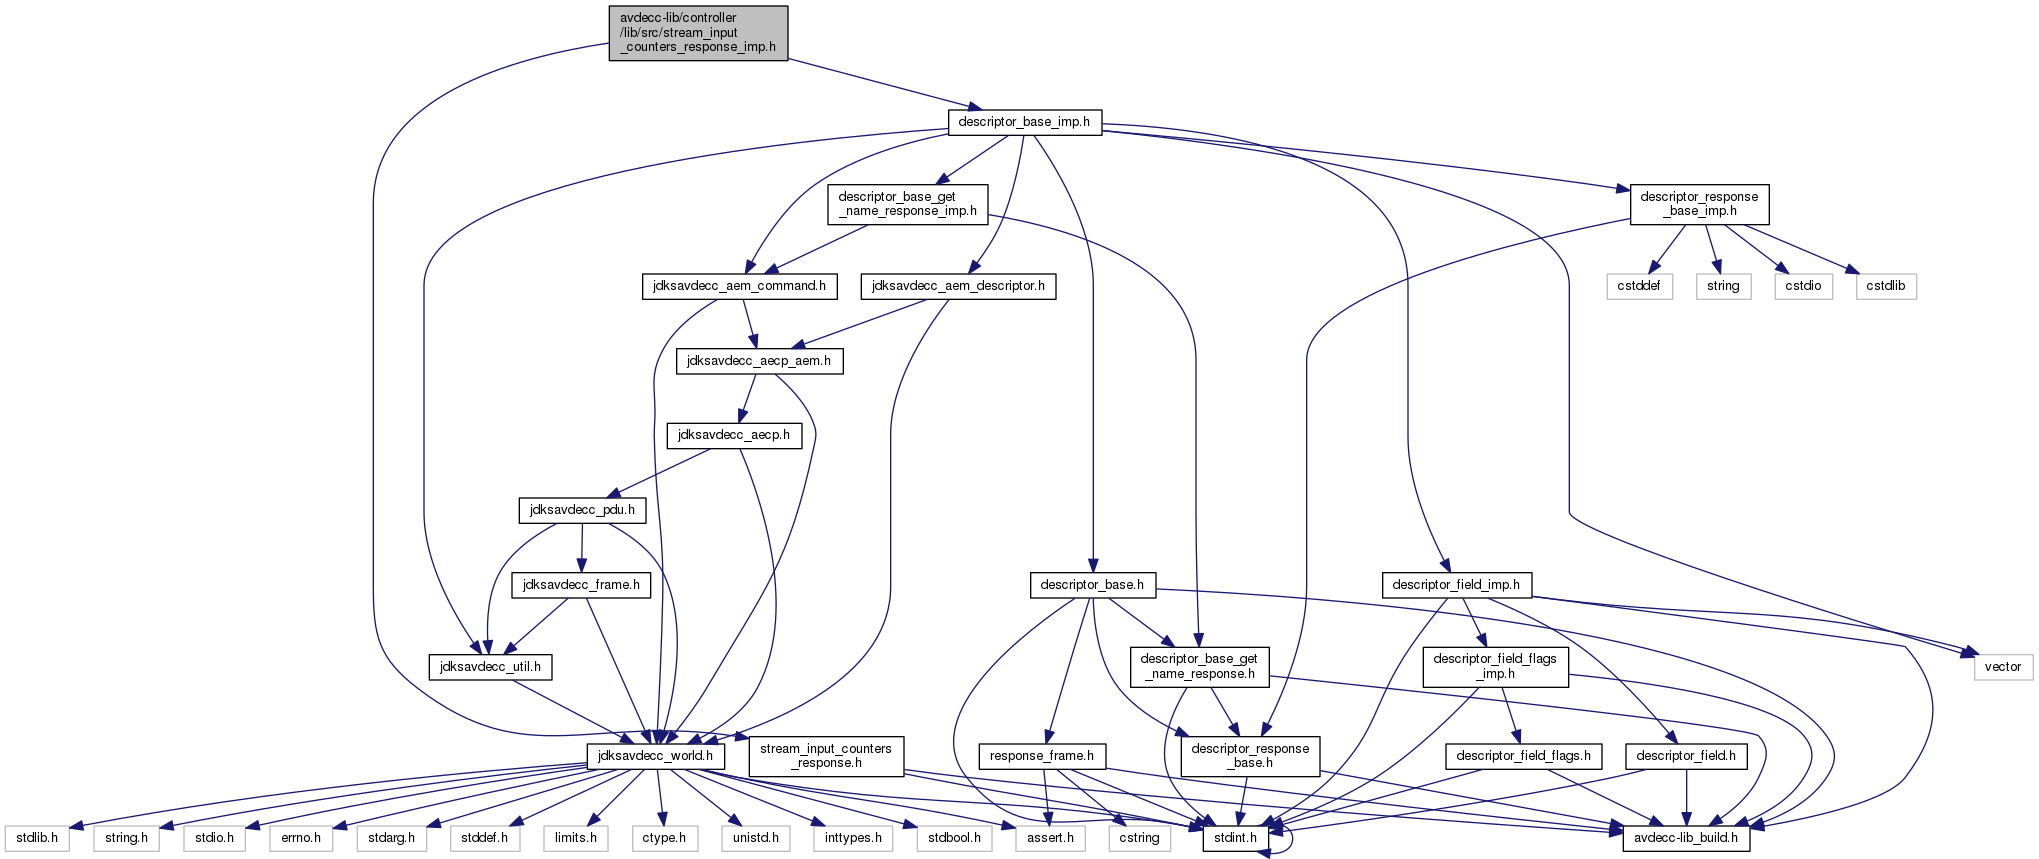 avdecc-lib/controller
/lib/src/stream_input
_counters_response_imp.h
descriptor_base_imp.h
descriptor_base_get
_name_response_imp.h
descriptor_response
_base_imp.h
jdksavdecc_aem_command.h
jdksavdecc_aem_descriptor.h
cstddef
string
cstdio
cstdlib
jdksavdecc_aecp_aem.h
jdksavdecc_aecp.h
jdksavdecc_pdu.h
jdksavdecc_frame.h
descriptor_base.h
descriptor_field_imp.h
jdksavdecc_util.h
descriptor_base_get
_name_response.h
descriptor_field_flags
_imp.h
vector
jdksavdecc_world.h
stream_input_counters
_response.h
response_frame.h
descriptor_response
_base.h
descriptor_field_flags.h
descriptor_field.h
stdlib.h
string.h
stdio.h
errno.h
stdarg.h
stddef.h
limits.h
ctype.h
unistd.h
inttypes.h
stdbool.h
assert.h
cstring
stdint.h
avdecc-lib_build.h